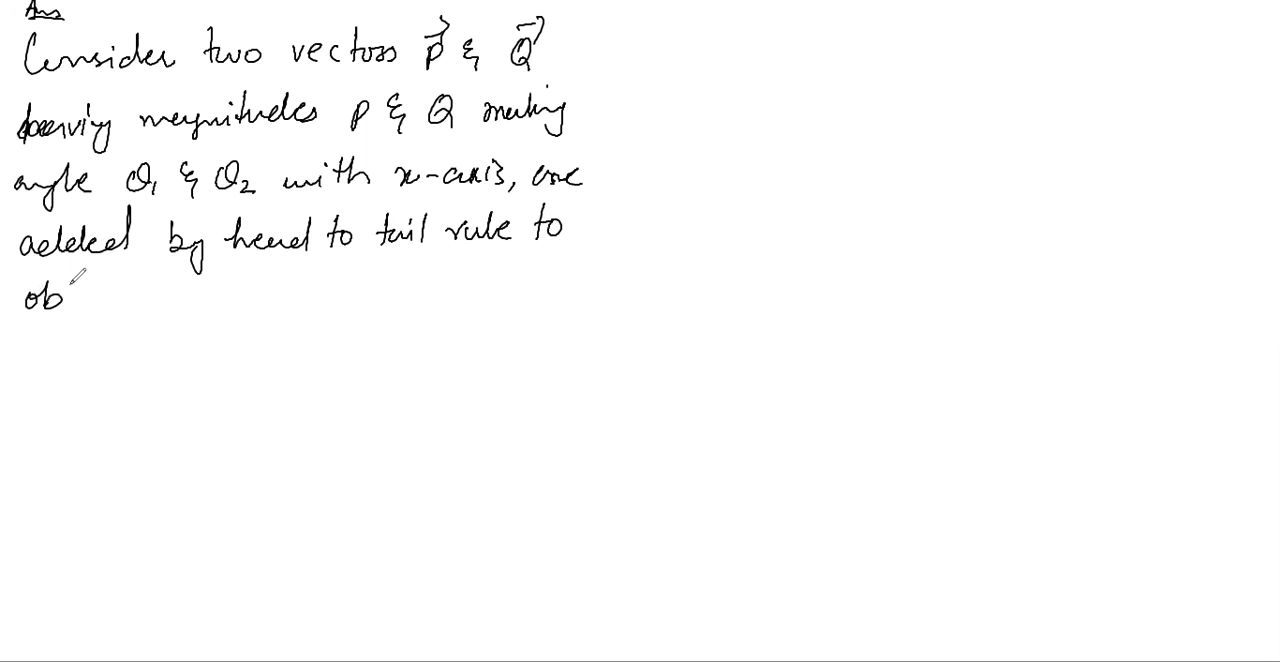 Ans
Consider two vectors P⃗ & Q⃗
having magnitudes P & Q making
angle θ₁ & θ₂ with x-axis, are
added by head to tail rule to
ob